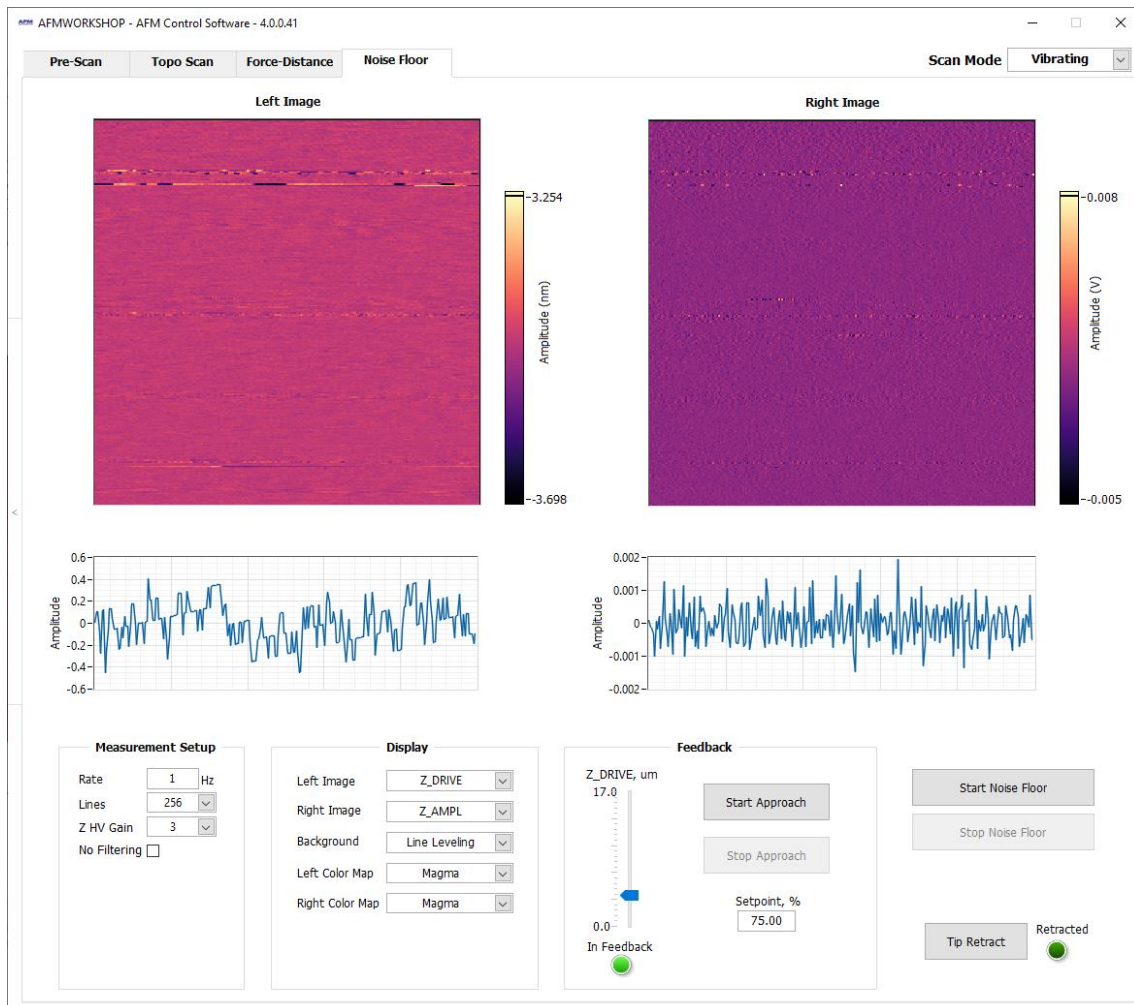 AFM AFMWORKSHOP - AFM Control Software - 4.0.0.41
Pre-Scan Topo Scan Force-Distance Noise Floor Scan Mode Vibrating
Left Image
Right Image
3.254
Amplitude (nm)
-3.698
0.008
Amplitude (V)
-0.005
0.6
0.4
0.2
0
-0.2
-0.4
-0.6
Amplitude
0.002
0.001
0
-0.001
-0.002
Amplitude
Measurement Setup
Rate 1 Hz
Lines 256
Z HV Gain 3
No Filtering
Display
Left Image Z_DRIVE
Right Image Z_AMPL
Background Line Leveling
Left Color Map Magma
Right Color Map Magma
Feedback
Z_DRIVE, um
17.0
0.0
In Feedback
Start Approach
Stop Approach
Setpoint, %
75.00
Start Noise Floor
Stop Noise Floor
Tip Retract
Retracted
<